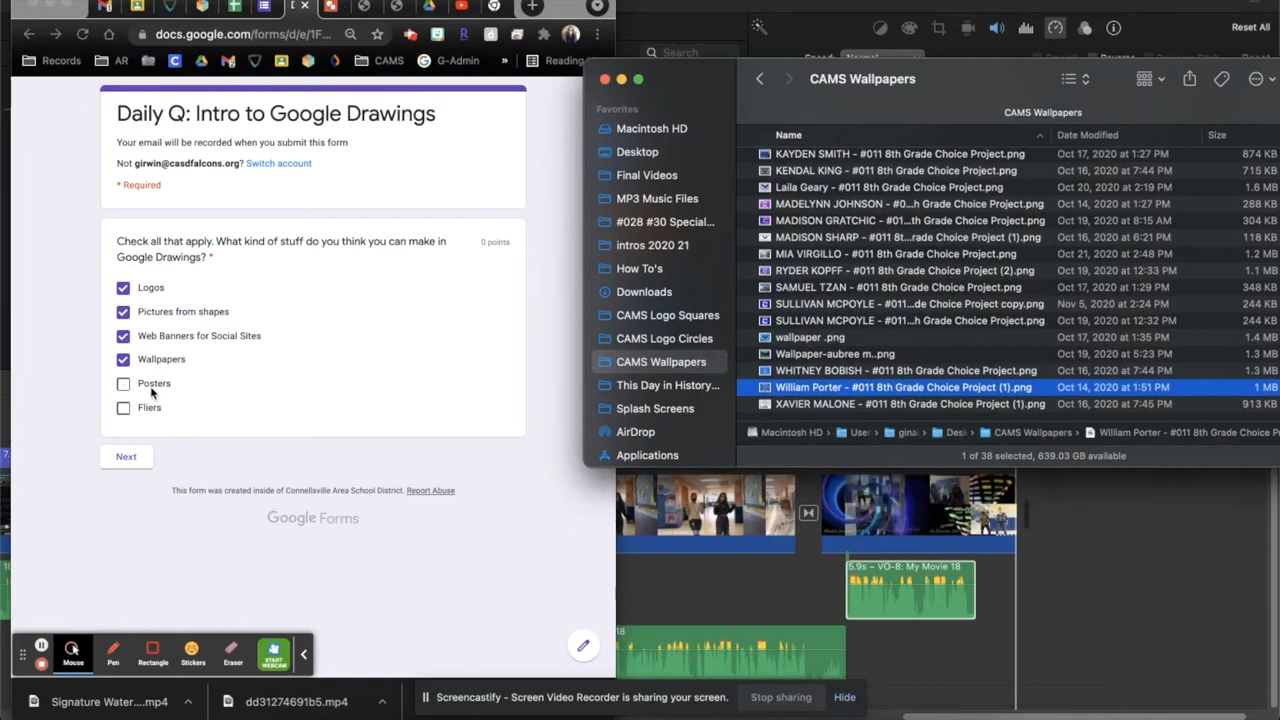 docs.google.com/forms/d/e/1F...
Records
AR
CAMS
G-Admin
»
Reading
Daily Q: Intro to Google Drawings
Your email will be recorded when you submit this form
Not girwin@casdfalcons.org? Switch account
* Required
Check all that apply. What kind of stuff do you think you can make in
Google Drawings? *
0 points
Logos
Pictures from shapes
Web Banners for Social Sites
Wallpapers
Posters
Fliers
Next
This form was created inside of Connellsville Area School District. Report Abuse
Google Forms
Mouse
Pen
Rectangle
Stickers
Eraser
START
WEBCAM
Signature Water....mp4
dd31274691b5.mp4
Screencastify - Screen Video Recorder is sharing your screen.
Stop sharing
Hide
Reset All
Search
Favorites
Macintosh HD
Desktop
Final Videos
MP3 Music Files
#028 #30 Special...
intros 2020 21
How To's
Downloads
CAMS Logo Squares
CAMS Logo Circles
CAMS Wallpapers
This Day in History...
Splash Screens
AirDrop
Applications
CAMS Wallpapers
CAMS Wallpapers
Name Date Modified Size
KAYDEN SMITH - #011 8th Grade Choice Project.png Oct 17, 2020 at 1:27 PM 874 KB
KENDAL KING - #011 8th Grade Choice Project.png Oct 16, 2020 at 7:44 PM 715 KB
Laila Geary - #011 8th Grade Choice Project.png Oct 20, 2020 at 2:19 PM 1.6 MB
MADELYNN JOHNSON - #0...h Grade Choice Project.png Oct 14, 2020 at 1:27 PM 288 KB
MADISON GRATCHIC - #01...th Grade Choice Project.png Oct 19, 2020 at 8:15 AM 304 KB
MADISON SHARP - #011 8t...rade Choice Project (1).png Oct 16, 2020 at 6:21 PM 118 KB
MIA VIRGILLO - #011 8th Grade Choice Project.png Oct 21, 2020 at 2:48 PM 1.2 MB
RYDER KOPFF - #011 8th Grade Choice Project (2).png Oct 19, 2020 at 12:33 PM 1.3 MB
SAMUEL TZAN - #011 8th Grade Choice Project.png Oct 17, 2020 at 1:29 PM 348 KB
SULLIVAN MCPOYLE - #011...de Choice Project copy.png Nov 5, 2020 at 2:04 PM 244 KB
SULLIVAN MCPOYLE - #011...8th Grade Choice Project.png Oct 19, 2020 at 12:32 PM 244 KB
wallpaper .png Oct 17, 2020 at 1:35 PM 1.4 MB
Wallpaper-aubree m..png Oct 19, 2020 at 2:35 PM 1.3 MB
WHITNEY BOBISH - #011 8th Grade Choice Project.png Oct 16, 2020 at 7:44 PM 1.3 MB
William Porter - #011 8th Grade Choice Project (1).png Oct 14, 2020 at 1:51 PM 1 MB
XAVIER MALONE - #011 8th Grade Choice Project (1).png Oct 16, 2020 at 7:45 PM 913 KB
Macintosh HD Use ginai Desk CAMS Wallpapers William Porter - #011 8th Grade Choice P
1 of 38 selected, 639.03 GB available
5.9s – VO-8: My Movie 18
18